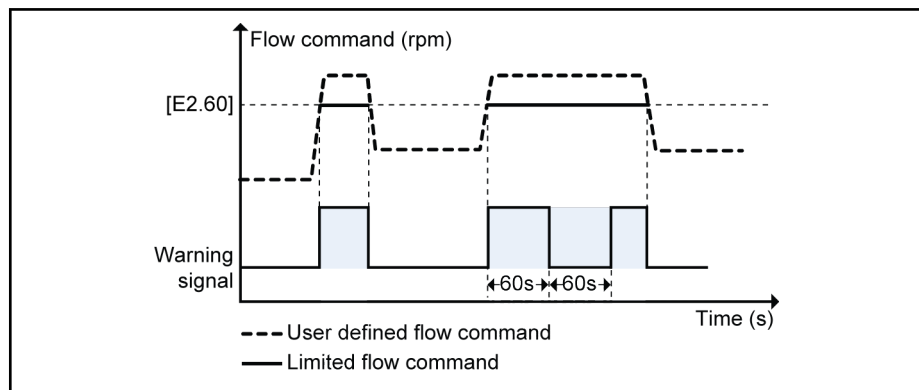 Flow command (rpm)
[E2.60]
Warning
signal
60s
60s
Time (s)
User defined flow command
Limited flow command